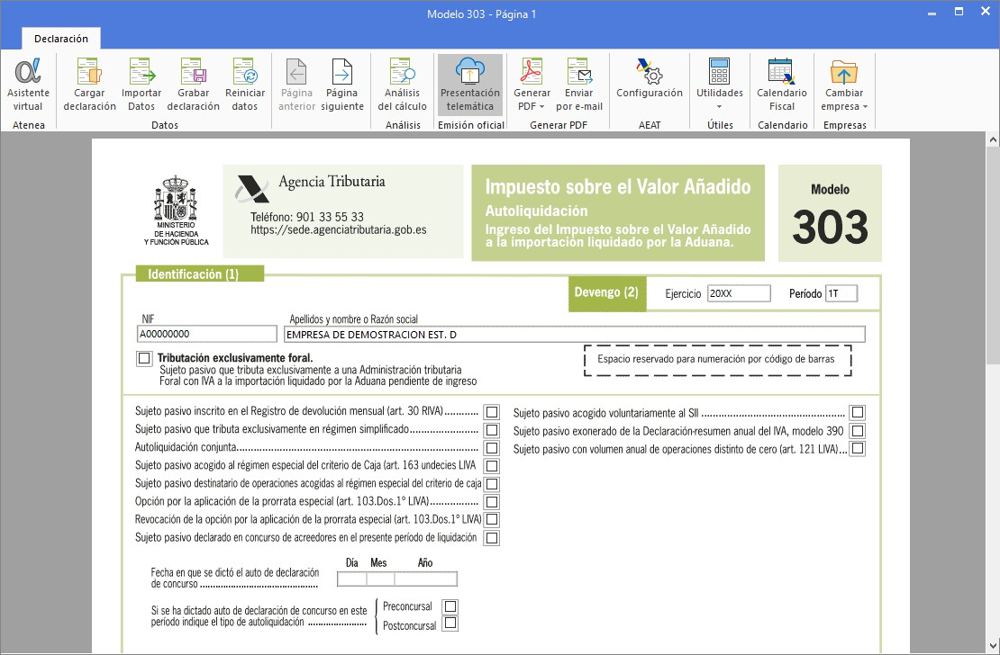 Modelo 303 - Página 1
Declaración
Asistente virtual
Cargar declaración
Importar Datos
Grabar declaración
Reiniciar datos
Página anterior
Página siguiente
Análisis del cálculo
Presentación telemática
Generar PDF
Enviar por e-mail
Configuración
Utilidades
Calendario Fiscal
Cambiar empresa
Atenea
Datos
Análisis
Emisión oficial
Generar PDF
AEAT
Útiles
Calendario
Empresas
MINISTERIO
DE HACIENDA
Y FUNCIÓN PÚBLICA
Agencia Tributaria
Teléfono: 901 33 55 33
https://sede.agenciatributaria.gob.es
Impuesto sobre el Valor Añadido
Autoliquidación
Ingreso del Impuesto sobre el Valor Añadido
a la importación liquidado por la Aduana.
Modelo
303
Identificación (1)
Devengo (2)
Ejercicio 20XX
Período 1T
NIF
Apellidos y nombre o Razón social
A00000000
EMPRESA DE DEMOSTRACION EST. D
Tributación exclusivamente foral.
Sujeto pasivo que tributa exclusivamente a una Administración tributaria
Foral con IVA a la importación liquidado por la Aduana pendiente de ingreso
Espacio reservado para numeración por código de barras
Sujeto pasivo inscrito en el Registro de devolución mensual (art. 30 RIVA)............
Sujeto pasivo que tributa exclusivamente en régimen simplificado.......................
Autoliquidación conjunta..................................................................................
Sujeto pasivo acogido al régimen especial del criterio de Caja (art. 163 undecies LIVA
Sujeto pasivo destinatario de operaciones acogidas al régimen especial del criterio de caja
Opción por la aplicación de la prorrata especial (art. 103.Dos.1º LIVA).................
Revocación de la opción por la aplicación de la prorrata especial (art. 103.Dos.1º LIVA)
Sujeto pasivo declarado en concurso de acreedores en el presente período de liquidación
Sujeto pasivo acogido voluntariamente al SII ................................................
Sujeto pasivo exonerado de la Declaración-resumen anual del IVA, modelo 390
Sujeto pasivo con volumen anual de operaciones distinto de cero (art. 121 LIVA)...
Día Mes Año
Fecha en que se dictó el auto de declaración
de concurso ..........................................
Si se ha dictado auto de declaración de concurso en este
período indique el tipo de autoliquidación .....................
Preconcursal
Postconcursal